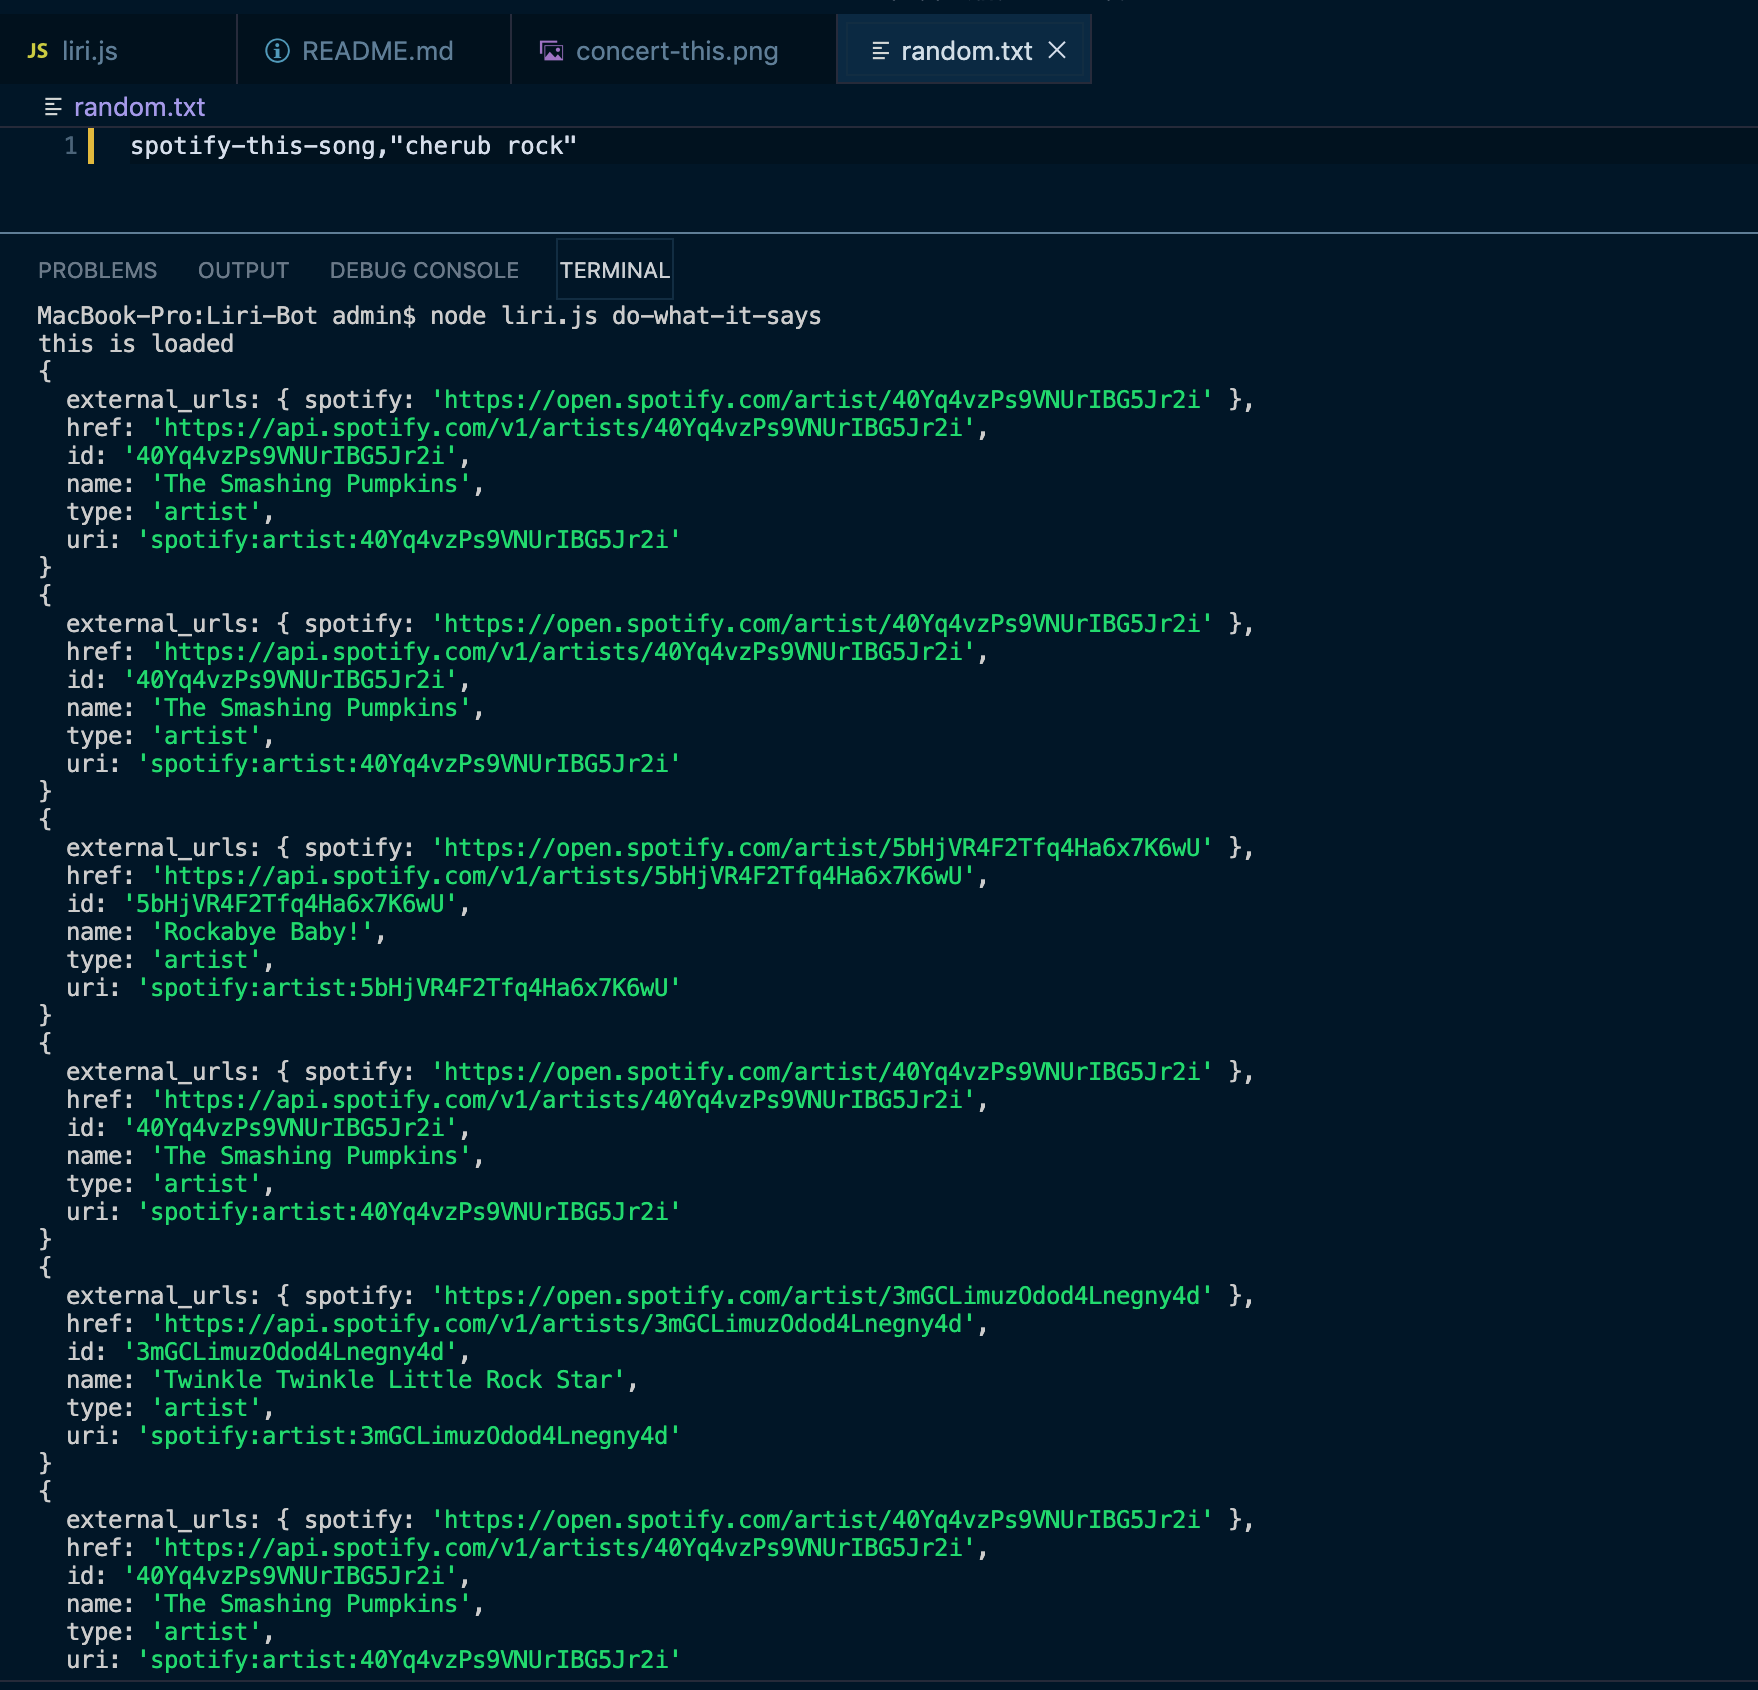 JS liri.js README.md concert-this.png random.txt
random.txt
1 spotify-this-song,"cherub rock"
PROBLEMS OUTPUT DEBUG CONSOLE TERMINAL
MacBook-Pro:Liri-Bot admin$ node liri.js do-what-it-says
this is loaded
{
  external_urls: { spotify: 'https://open.spotify.com/artist/40Yq4vzPs9VNUrIBG5Jr2i' },
  href: 'https://api.spotify.com/v1/artists/40Yq4vzPs9VNUrIBG5Jr2i',
  id: '40Yq4vzPs9VNUrIBG5Jr2i',
  name: 'The Smashing Pumpkins',
  type: 'artist',
  uri: 'spotify:artist:40Yq4vzPs9VNUrIBG5Jr2i'
}
{
  external_urls: { spotify: 'https://open.spotify.com/artist/40Yq4vzPs9VNUrIBG5Jr2i' },
  href: 'https://api.spotify.com/v1/artists/40Yq4vzPs9VNUrIBG5Jr2i',
  id: '40Yq4vzPs9VNUrIBG5Jr2i',
  name: 'The Smashing Pumpkins',
  type: 'artist',
  uri: 'spotify:artist:40Yq4vzPs9VNUrIBG5Jr2i'
}
{
  external_urls: { spotify: 'https://open.spotify.com/artist/5bHjVR4F2Tfq4Ha6x7K6wU' },
  href: 'https://api.spotify.com/v1/artists/5bHjVR4F2Tfq4Ha6x7K6wU',
  id: '5bHjVR4F2Tfq4Ha6x7K6wU',
  name: 'Rockabye Baby!',
  type: 'artist',
  uri: 'spotify:artist:5bHjVR4F2Tfq4Ha6x7K6wU'
}
{
  external_urls: { spotify: 'https://open.spotify.com/artist/40Yq4vzPs9VNUrIBG5Jr2i' },
  href: 'https://api.spotify.com/v1/artists/40Yq4vzPs9VNUrIBG5Jr2i',
  id: '40Yq4vzPs9VNUrIBG5Jr2i',
  name: 'The Smashing Pumpkins',
  type: 'artist',
  uri: 'spotify:artist:40Yq4vzPs9VNUrIBG5Jr2i'
}
{
  external_urls: { spotify: 'https://open.spotify.com/artist/3mGCLimuzOdod4Lnegny4d' },
  href: 'https://api.spotify.com/v1/artists/3mGCLimuzOdod4Lnegny4d',
  id: '3mGCLimuzOdod4Lnegny4d',
  name: 'Twinkle Twinkle Little Rock Star',
  type: 'artist',
  uri: 'spotify:artist:3mGCLimuzOdod4Lnegny4d'
}
{
  external_urls: { spotify: 'https://open.spotify.com/artist/40Yq4vzPs9VNUrIBG5Jr2i' },
  href: 'https://api.spotify.com/v1/artists/40Yq4vzPs9VNUrIBG5Jr2i',
  id: '40Yq4vzPs9VNUrIBG5Jr2i',
  name: 'The Smashing Pumpkins',
  type: 'artist',
  uri: 'spotify:artist:40Yq4vzPs9VNUrIBG5Jr2i'